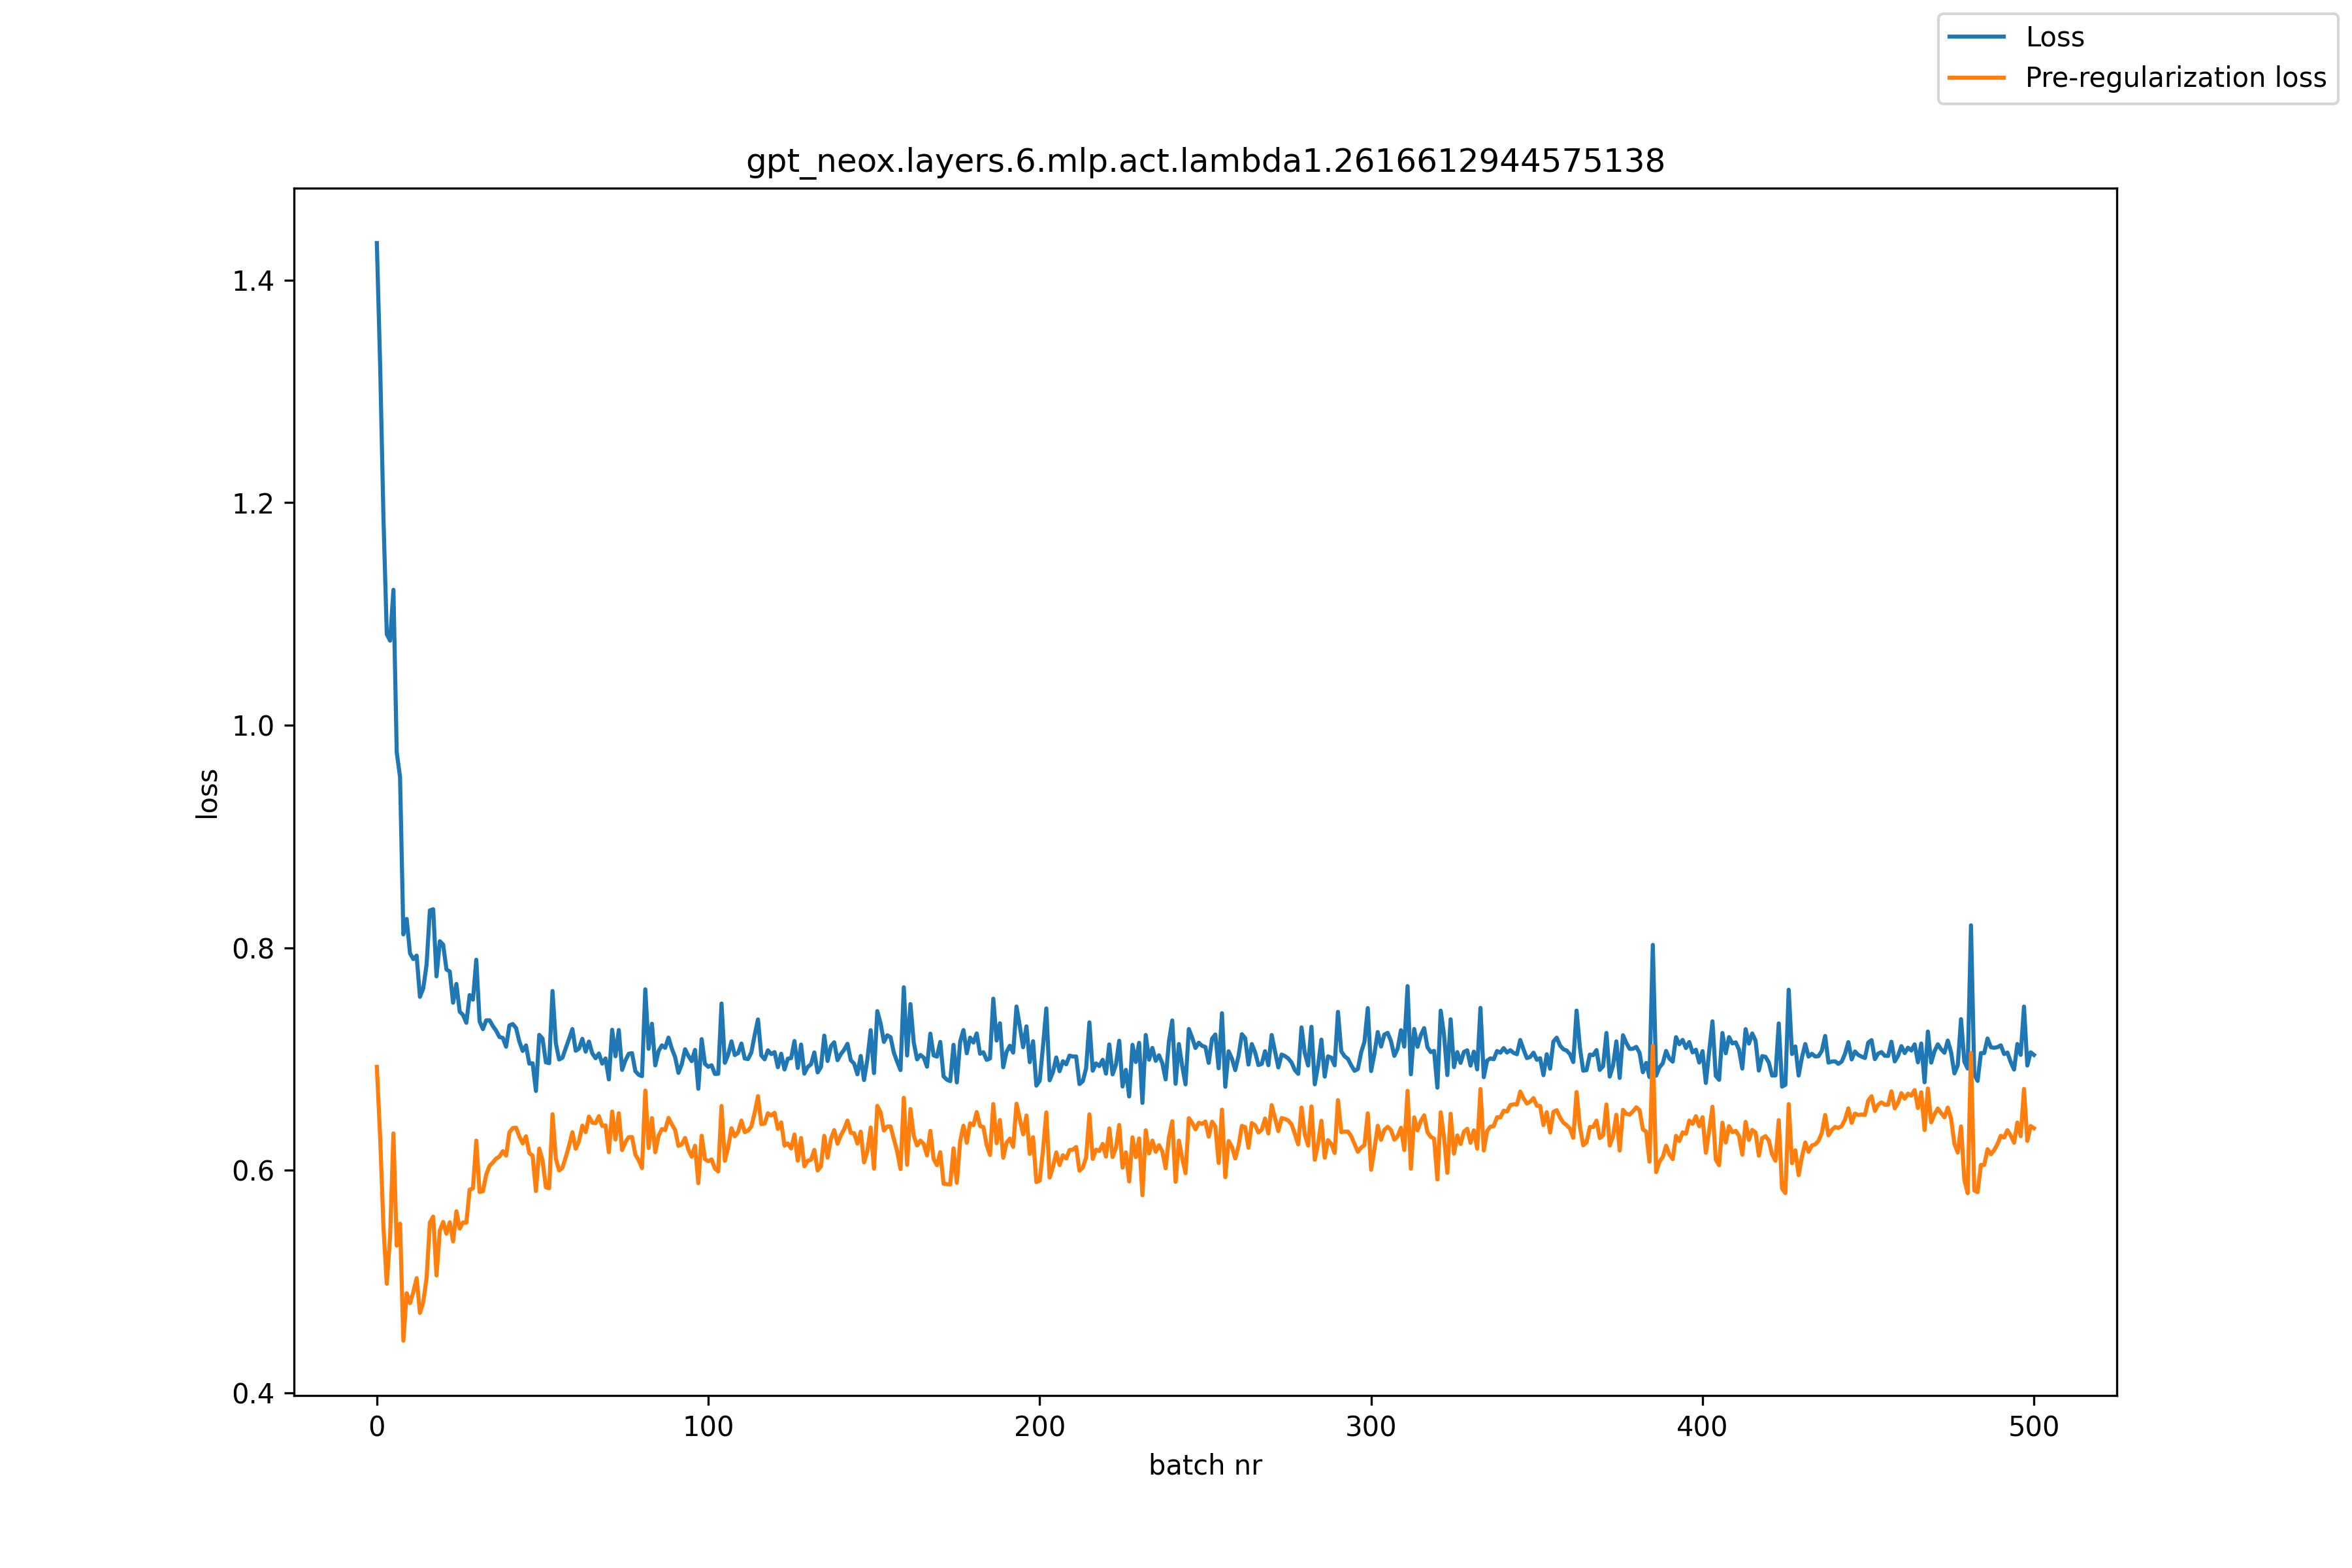 Loss
Pre-regularization loss
gpt_neox.layers.6.mlp.act.lambda1.2616612944575138
1.4
1.2
1.0
0.8
0.6
0.4
loss
0 100 200 300 400 500
batch nr